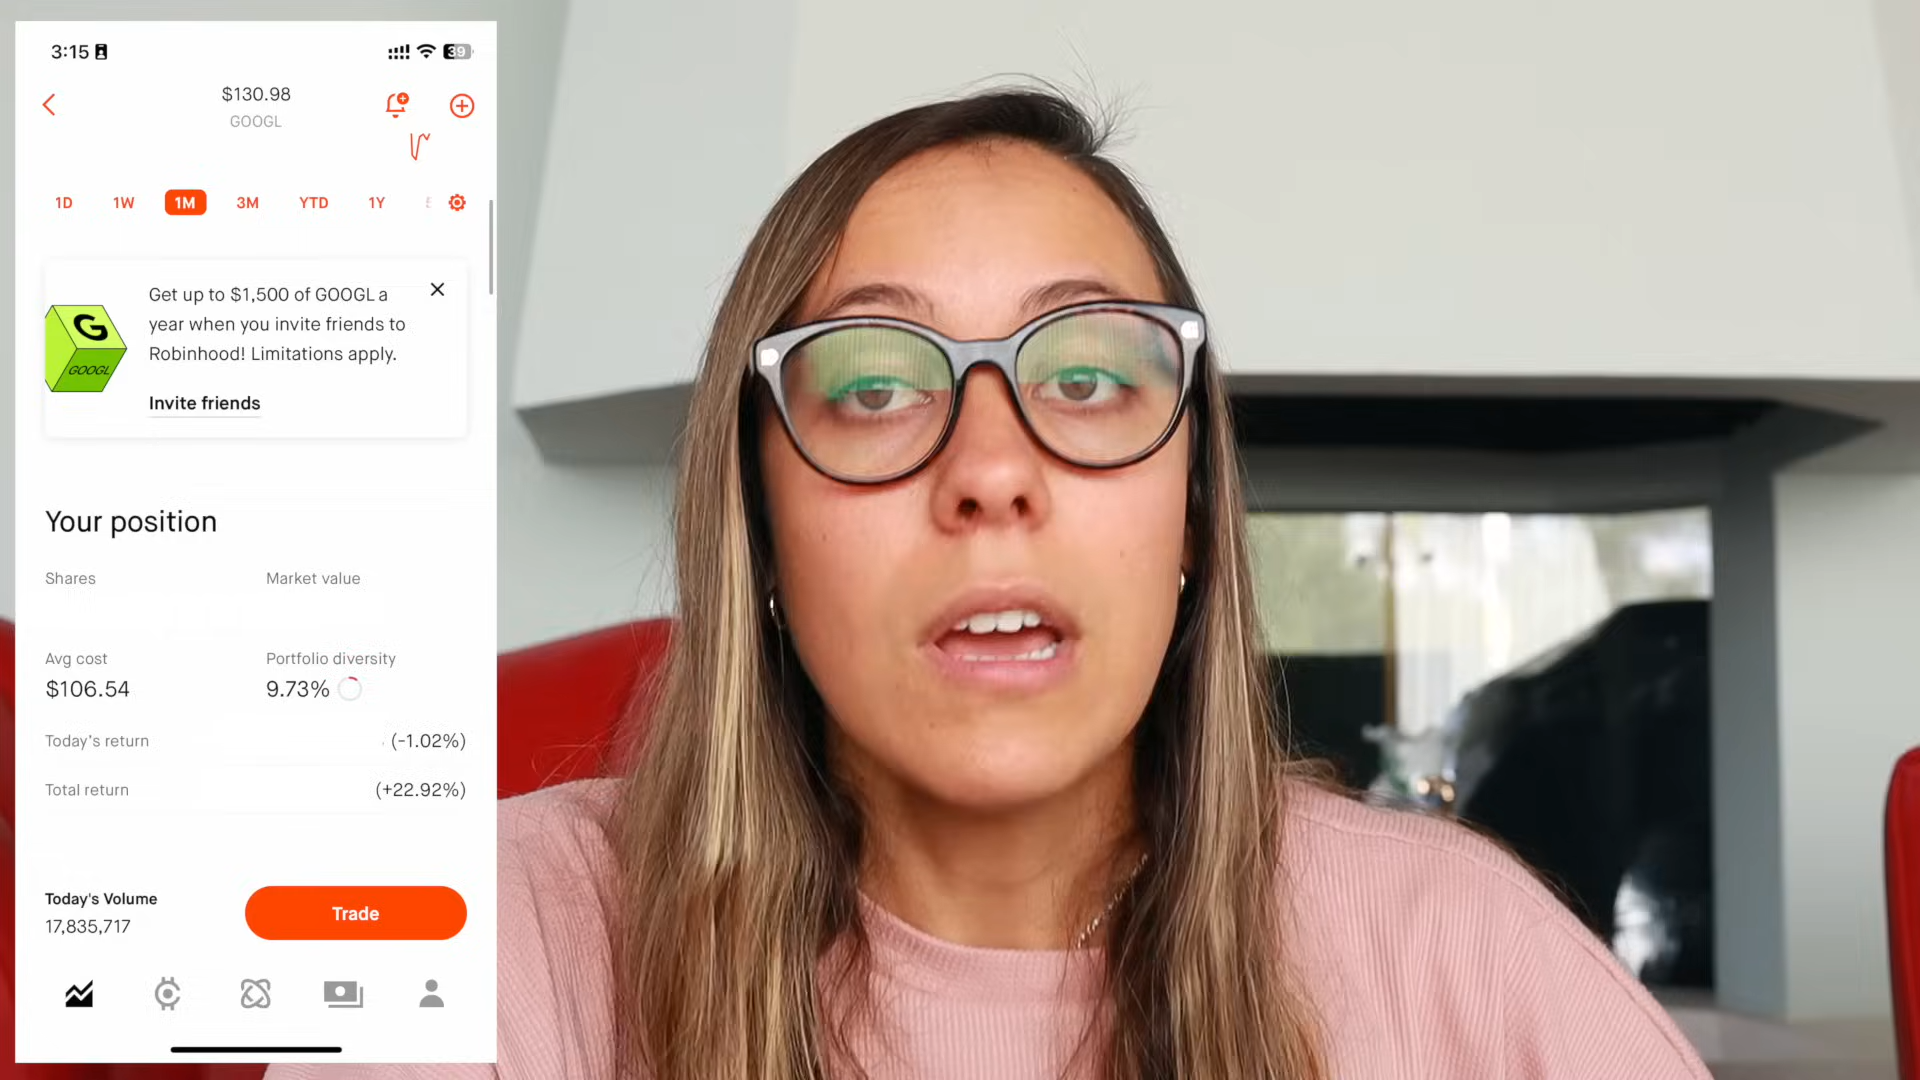 3:15
39
$130.98
GOOGL
1D 1W 1M 3M YTD 1Y
Get up to $1,500 of GOOGL a
year when you invite friends to
Robinhood! Limitations apply.
G
GOOGL
Invite friends
Your position
Shares Market value
Avg cost Portfolio diversity
$106.54 9.73%
Today's return (-1.02%)
Total return (+22.92%)
Today's Volume
17,835,717
Trade